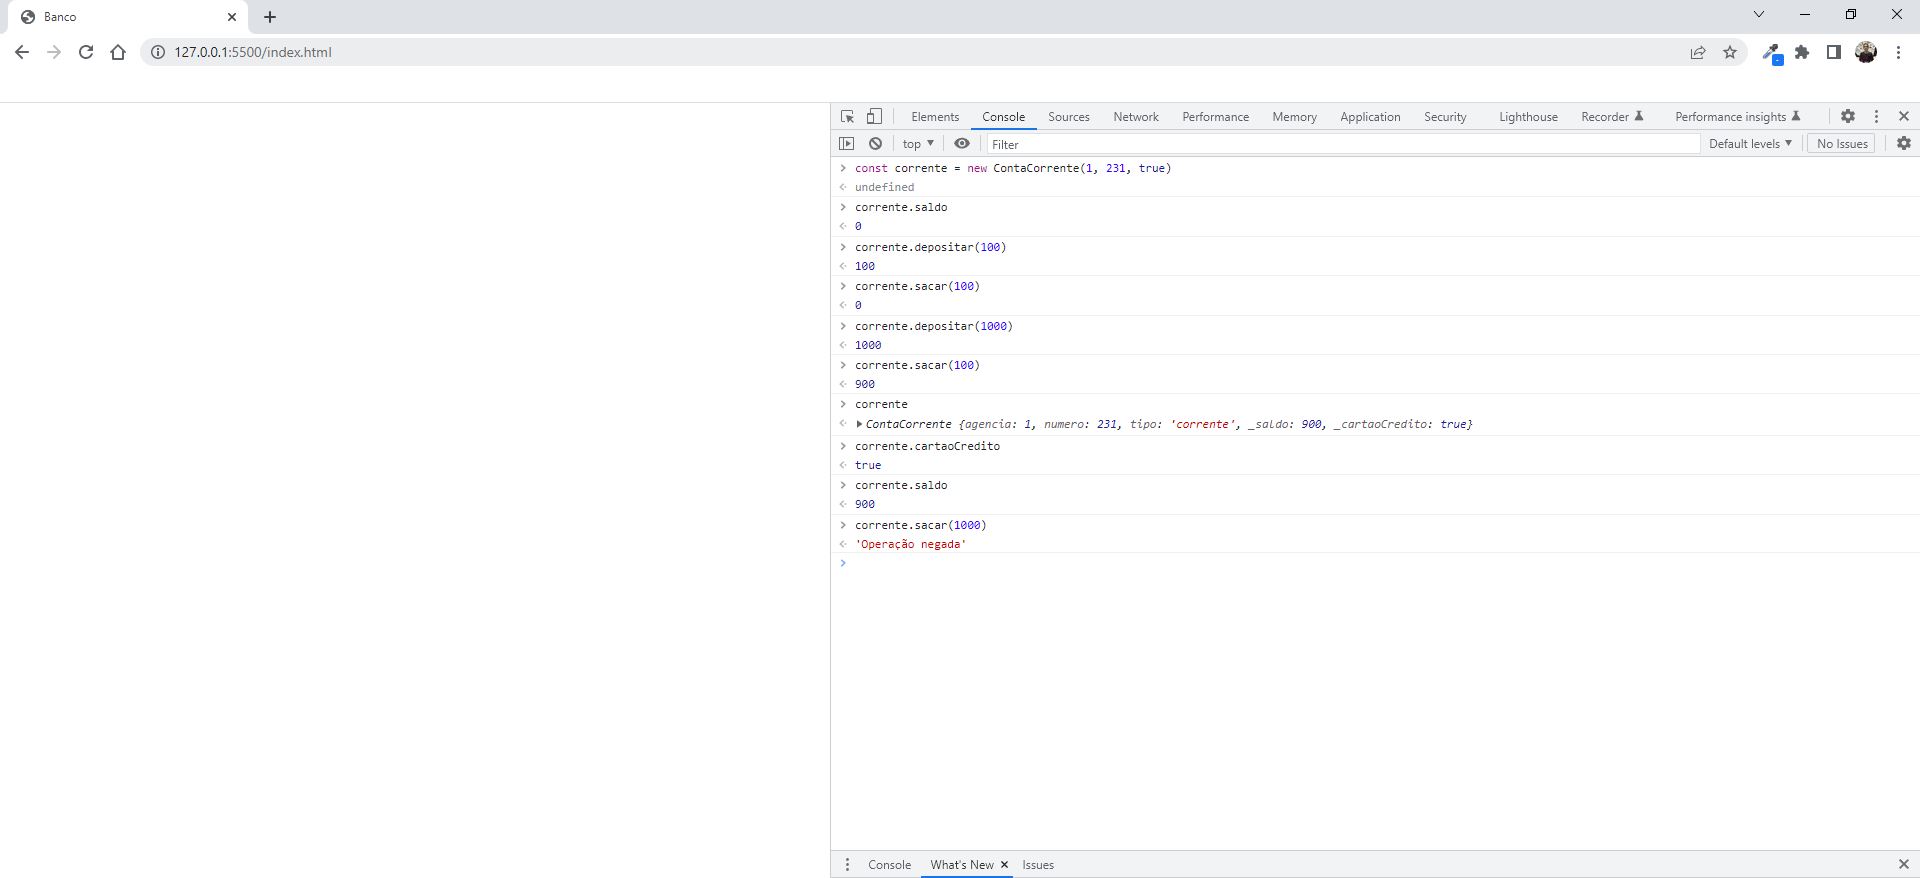 Banco
127.0.0.1:5500/index.html
Elements Console Sources Network Performance Memory Application Security Lighthouse Recorder Performance insights
top Filter Default levels No Issues
const corrente = new ContaCorrente(1, 231, true)
undefined
corrente.saldo
0
corrente.depositar(100)
100
corrente.sacar(100)
0
corrente.depositar(1000)
1000
corrente.sacar(100)
900
corrente
ContaCorrente {agencia: 1, numero: 231, tipo: 'corrente', _saldo: 900, _cartaoCredito: true}
corrente.cartaoCredito
true
corrente.saldo
900
corrente.sacar(1000)
'Operação negada'
Console What's New Issues